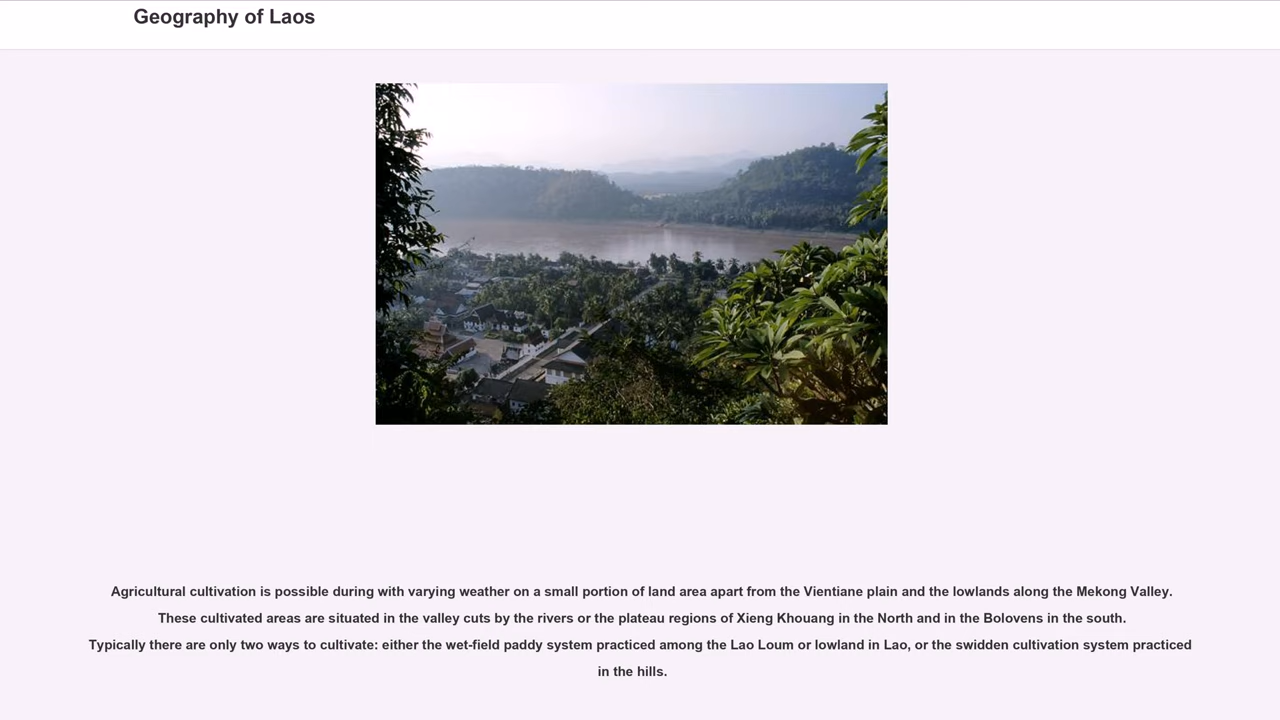 Geography of Laos
Agricultural cultivation is possible during with varying weather on a small portion of land area apart from the Vientiane plain and the lowlands along the Mekong Valley.
These cultivated areas are situated in the valley cuts by the rivers or the plateau regions of Xieng Khouang in the North and in the Bolovens in the south.
Typically there are only two ways to cultivate: either the wet-field paddy system practiced among the Lao Loum or lowland in Lao, or the swidden cultivation system practiced
in the hills.